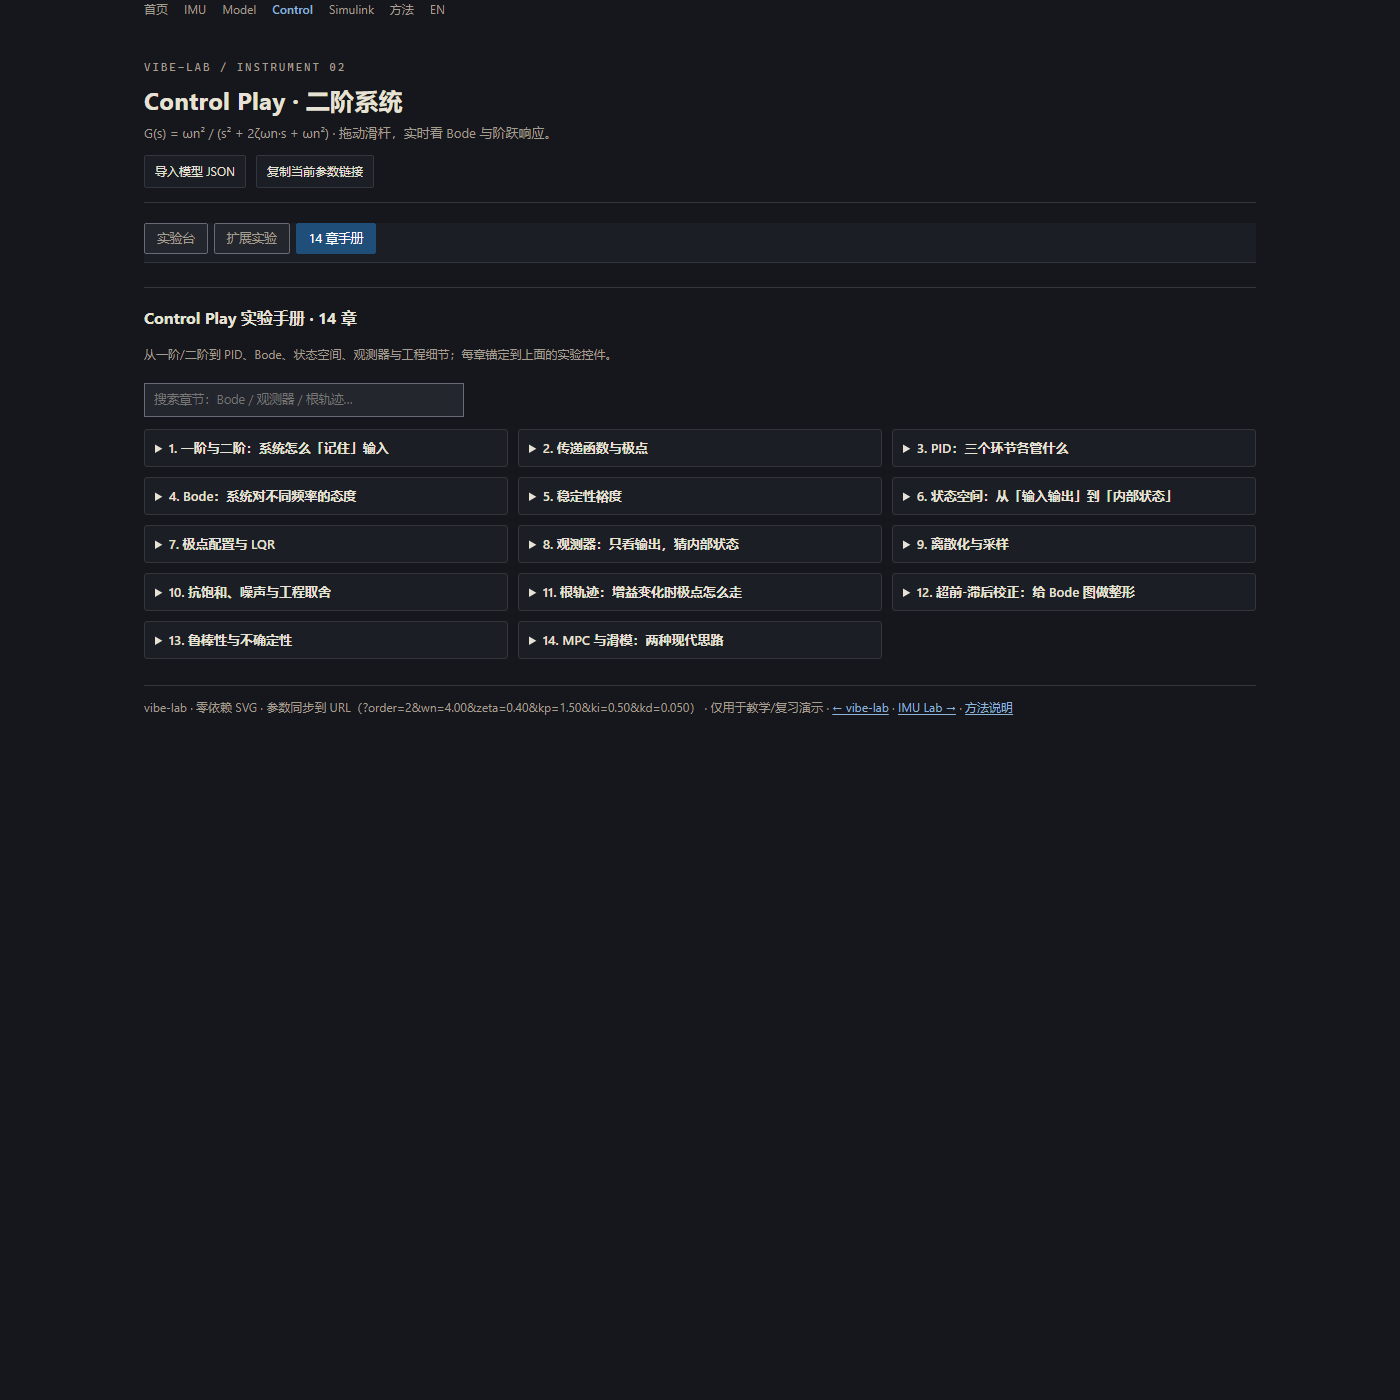 首页 IMU Model Control Simulink 方法 EN
VIBE-LAB / INSTRUMENT 02
Control Play · 二阶系统
G(s) = ωn² / (s² + 2ζωn·s + ωn²) · 拖动滑杆，实时看 Bode 与阶跃响应。
导入模型 JSON 复制当前参数链接
实验台 扩展实验 14 章手册
Control Play 实验手册 · 14 章
从一阶/二阶到 PID、Bode、状态空间、观测器与工程细节；每章锚定到上面的实验控件。
搜索章节：Bode / 观测器 / 根轨迹…
▶ 1. 一阶与二阶：系统怎么「记住」输入
▶ 2. 传递函数与极点
▶ 3. PID：三个环节各管什么
▶ 4. Bode：系统对不同频率的态度
▶ 5. 稳定性裕度
▶ 6. 状态空间：从「输入输出」到「内部状态」
▶ 7. 极点配置与 LQR
▶ 8. 观测器：只看输出，猜内部状态
▶ 9. 离散化与采样
▶ 10. 抗饱和、噪声与工程取舍
▶ 11. 根轨迹：增益变化时极点怎么走
▶ 12. 超前-滞后校正：给 Bode 图做整形
▶ 13. 鲁棒性与不确定性
▶ 14. MPC 与滑模：两种现代思路
vibe-lab · 零依赖 SVG · 参数同步到 URL（?order=2&wn=4.00&zeta=0.40&kp=1.50&ki=0.50&kd=0.050） · 仅用于教学/复习演示 · ← vibe-lab · IMU Lab → · 方法说明